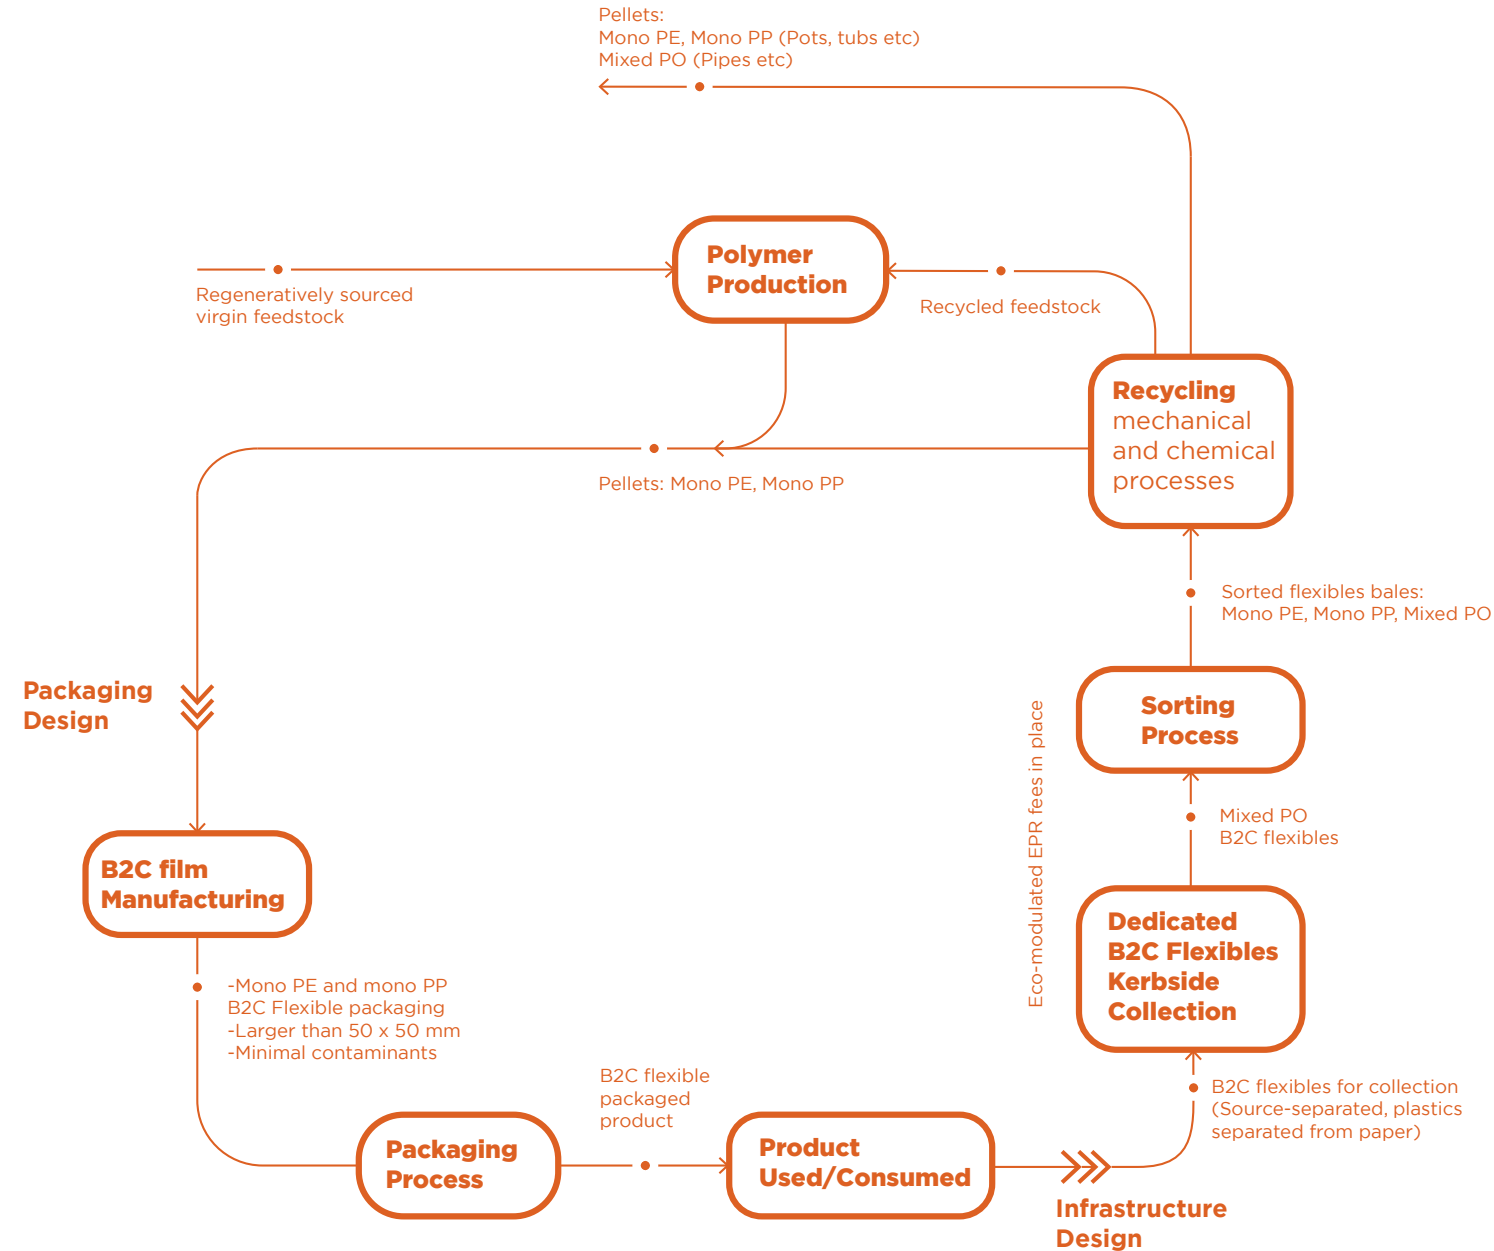 Pellets:
Mono PE, Mono PP (Pots, tubs etc)
Mixed PO (Pipes etc)
Polymer
Production
Regeneratively sourced
virgin feedstock
Recycled feedstock
Recycling
mechanical
and chemical
processes
Pellets: Mono PE, Mono PP
Sorted flexibles bales:
Mono PE, Mono PP, Mixed PO
Packaging
Design
Sorting
Process
Eco-modulated EPR fees in place
Mixed PO
B2C flexibles
B2C film
Manufacturing
Dedicated
B2C Flexibles
Kerbside
Collection
-Mono PE and mono PP
B2C Flexible packaging
-Larger than 50 x 50 mm
-Minimal contaminants
B2C flexible
packaged
product
B2C flexibles for collection
(Source-separated, plastics
separated from paper)
Packaging
Process
Product
Used/Consumed
Infrastructure
Design